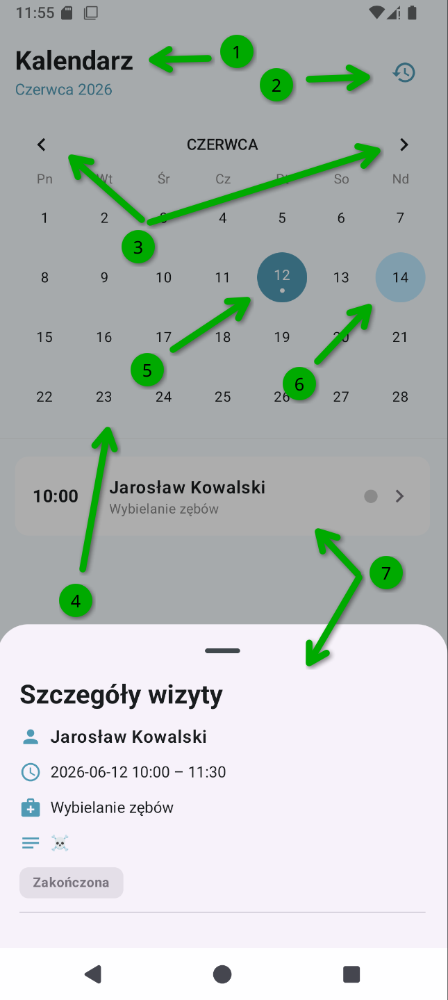 11:55
Kalendarz
1
2
Czerwca 2026
CZERWCA
Pn Wt Śr Cz Pt So Nd
1 2 3 4 5 6 7
3
8 9 10 11 12 13 14
15 16 17 18 19 20 21
5
6
22 23 24 25 26 27 28
10:00
Jarosław Kowalski
Wybielanie zębów
7
4
Szczegóły wizyty
Jarosław Kowalski
2026-06-12 10:00 – 11:30
Wybielanie zębów
☠️
Zakończona